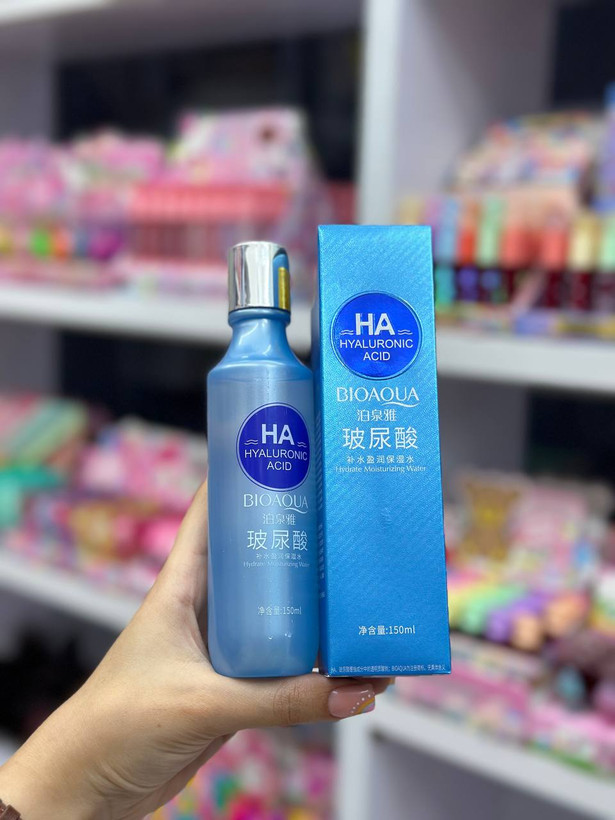 HA
HYALURONIC
ACID
BIOAQUA
泊泉雅
玻尿酸
补水盈润保湿水
Hydrate Moisturizing Water
净含量:150ml
HA
HYALURONIC
ACID
BIOAQUA
泊泉雅
玻尿酸
补水盈润保湿水
Hydrate Moisturizing Water
净含量:150ml